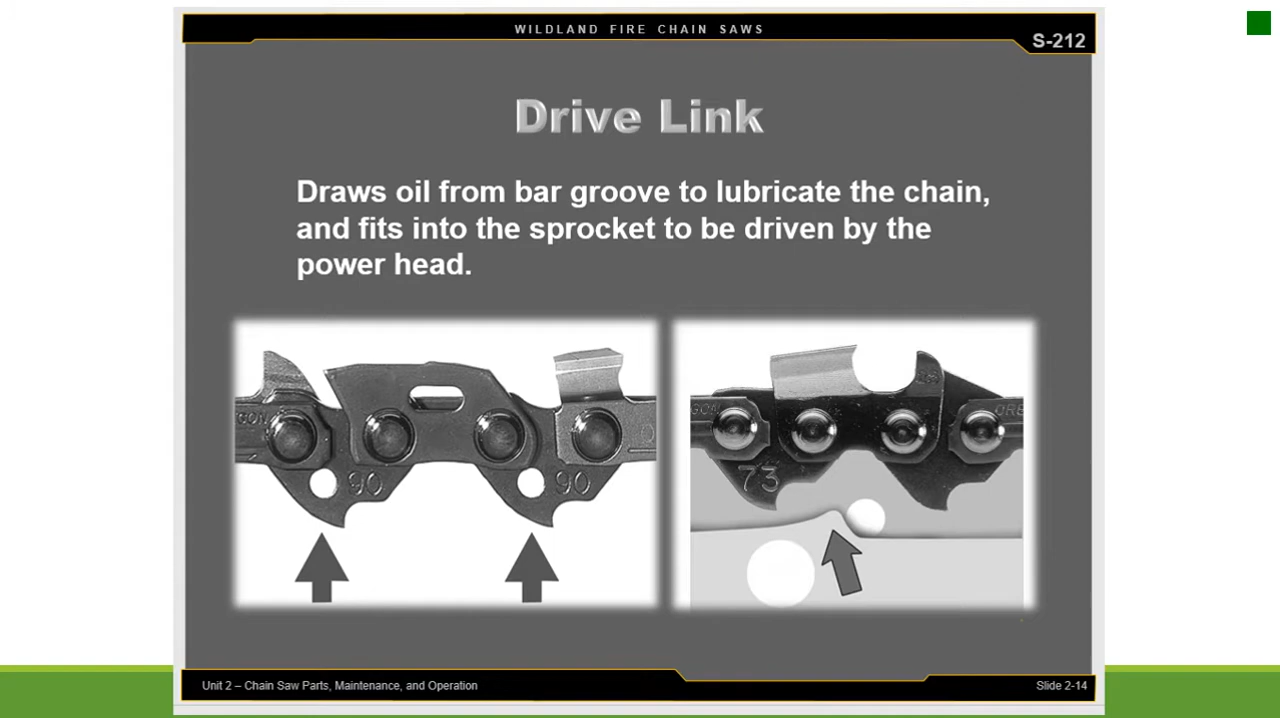 WILDLAND FIRE CHAIN SAWS
S-212
Drive Link
Draws oil from bar groove to lubricate the chain,
and fits into the sprocket to be driven by the
power head.
GON
90
90
73
Unit 2 – Chain Saw Parts, Maintenance, and Operation
Slide 2-14